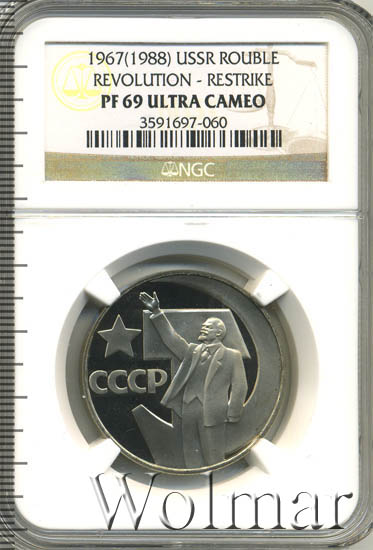 1967(1988) USSR ROUBLE
REVOLUTION - RESTRIKE
PF 69 ULTRA CAMEO
3591697-060
NGC
СССР
Wolmar